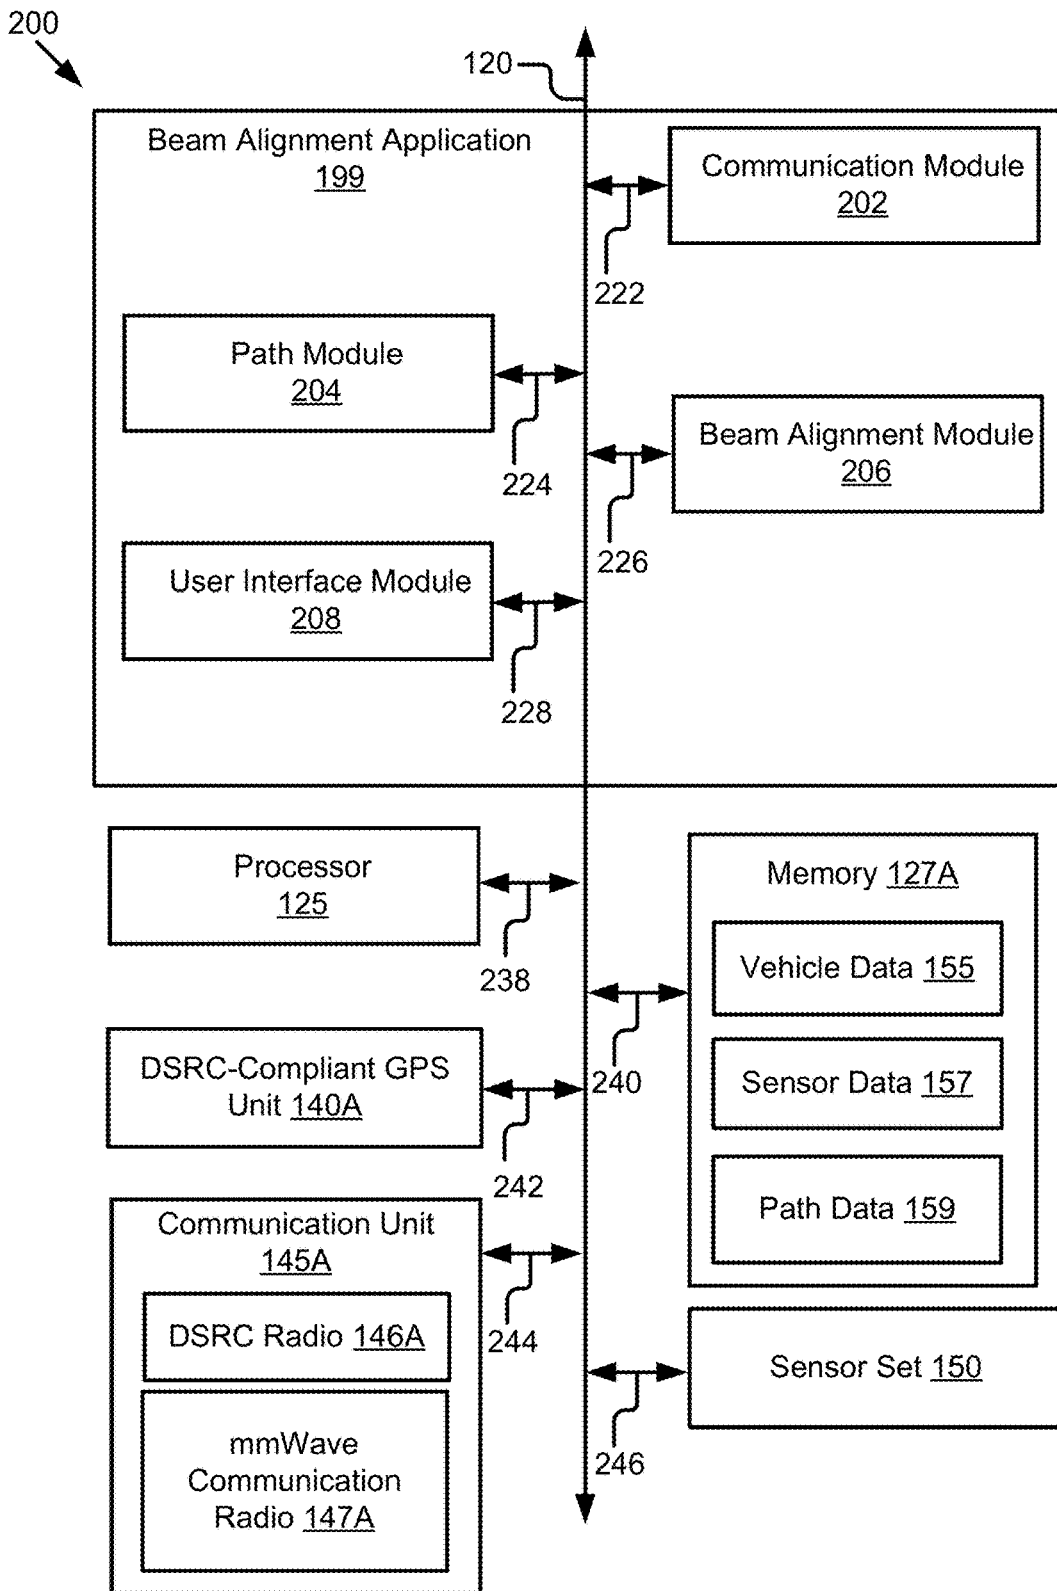 200
120
Beam Alignment Application
199
Communication Module
202
222
Path Module
204
224
Beam Alignment Module
206
226
User Interface Module
208
228
Processor
125
238
Memory 127A
Vehicle Data 155
240
Sensor Data 157
Path Data 159
DSRC-Compliant GPS
Unit 140A
242
Communication Unit
145A
244
DSRC Radio 146A
mmWave
Communication
Radio 147A
Sensor Set 150
246